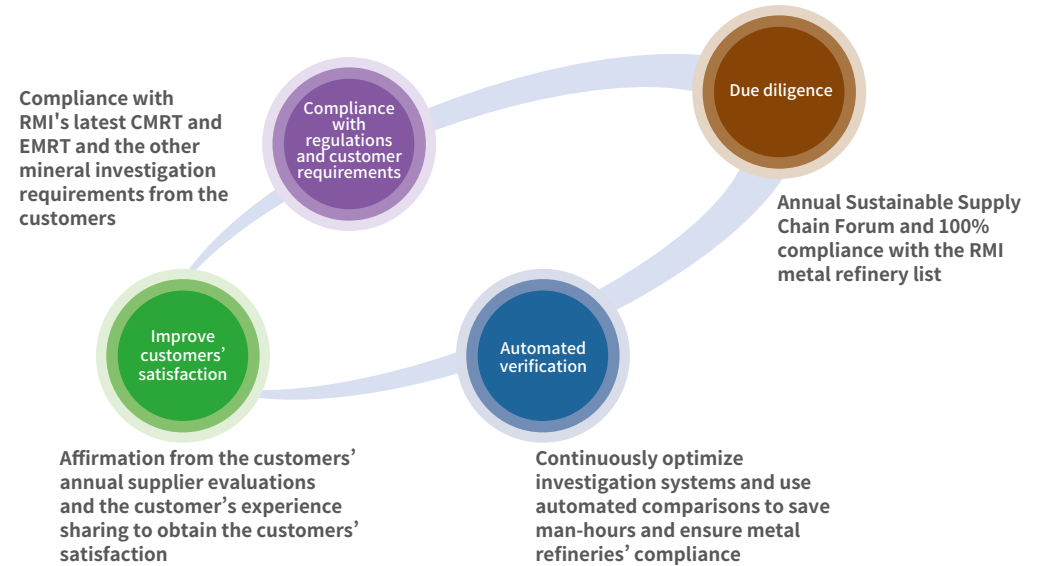 Compliance with
RMI's latest CMRT and
EMRT and the other
mineral investigation
requirements from the
customers
Compliance
with
regulations
and customer
requirements
Due diligence
Annual Sustainable Supply
Chain Forum and 100%
compliance with the RMI
metal refinery list
Improve
customers’
satisfaction
Affirmation from the customers’
annual supplier evaluations
and the customer’s experience
sharing to obtain the customers’
satisfaction
Automated
verification
Continuously optimize
investigation systems and use
automated comparisons to save
man-hours and ensure metal
refineries’ compliance